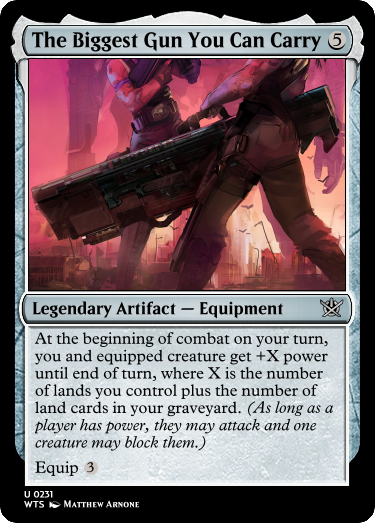 The Biggest Gun You Can Carry 5
Legendary Artifact — Equipment
At the beginning of combat on your turn,
you and equipped creature get +X power
until end of turn, where X is the number
of lands you control plus the number of
land cards in your graveyard. (As long as a
player has power, they may attack and one
creature may block them.)
Equip 3
U 0231
WTS Matthew Arnone